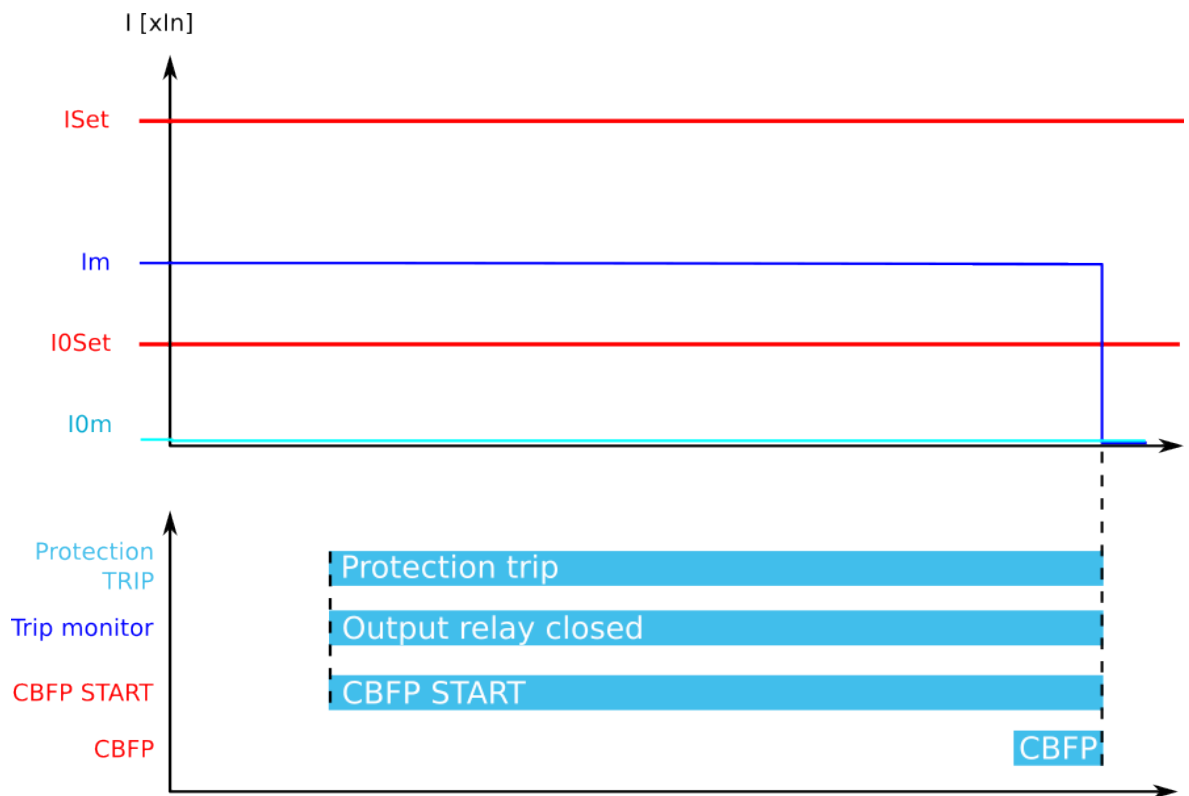 I [xIn]
ISet
Im
I0Set
I0m
Protection
TRIP
Protection trip
Trip monitor
Output relay closed
CBFP START
CBFP START
CBFP
CBFP